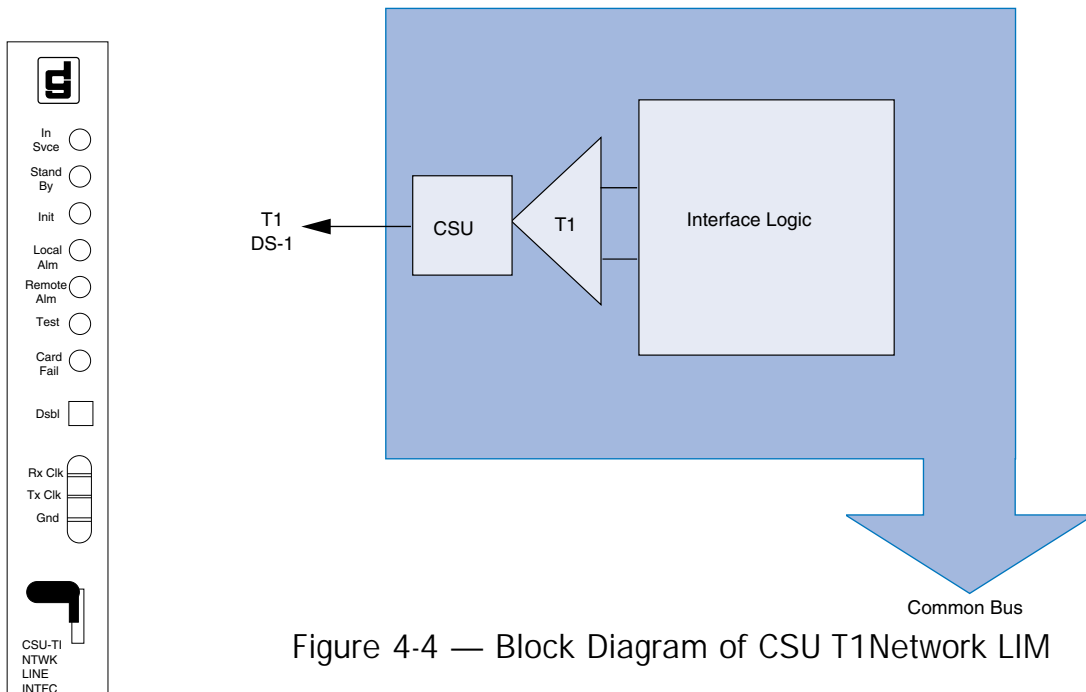 dg
In
Svce
Stand
By
Init
Local
Alm
Remote
Alm
Test
Card
Fail
Dsbl
Rx Clk
Tx Clk
Gnd
CSU-TI
NTWK
LINE
INTFC
T1
DS-1
CSU
T1
Interface Logic
Common Bus
Figure 4-4 — Block Diagram of CSU T1Network LIM